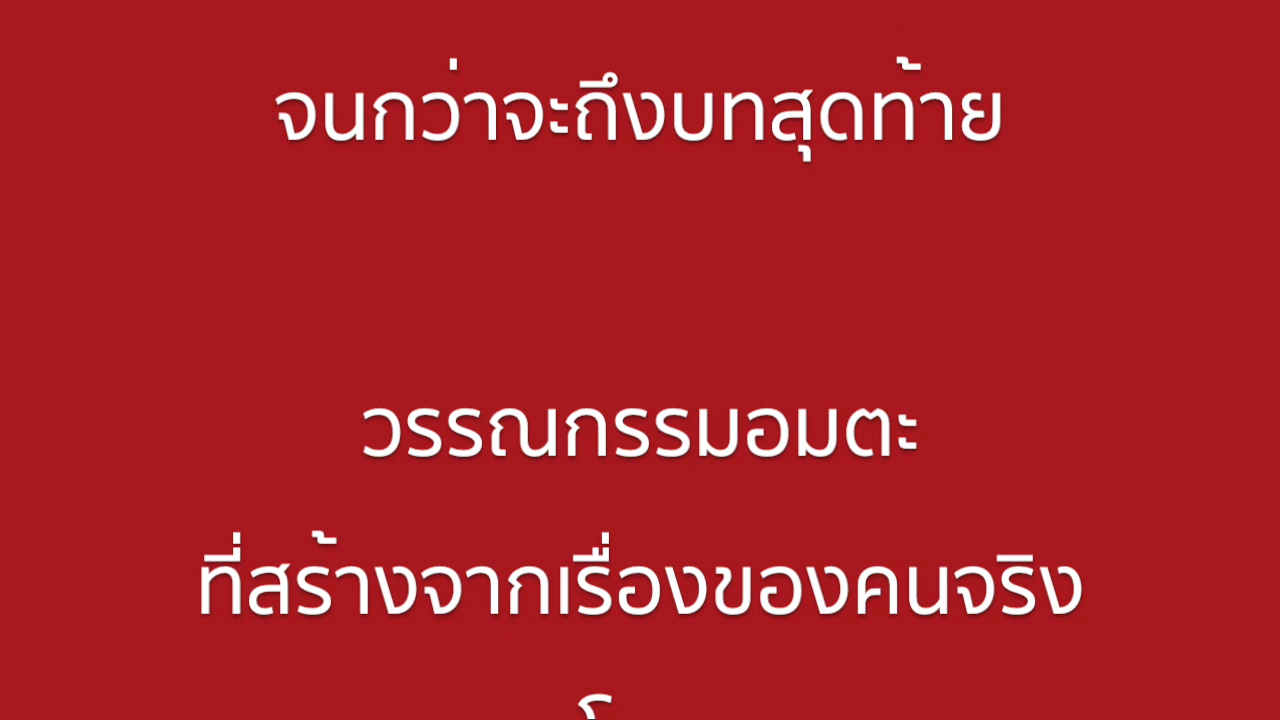 จนกว่าจะถึงบทสุดท้าย
วรรณกรรมอมตะ
ที่สร้างจากเรื่องของคนจริง